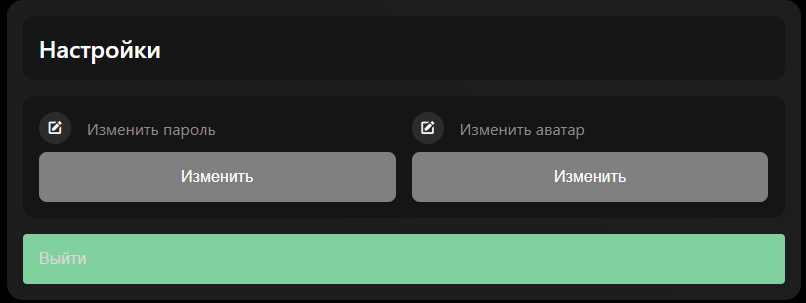 Настройки
Изменить пароль
Изменить аватар
Изменить
Изменить
Выйти